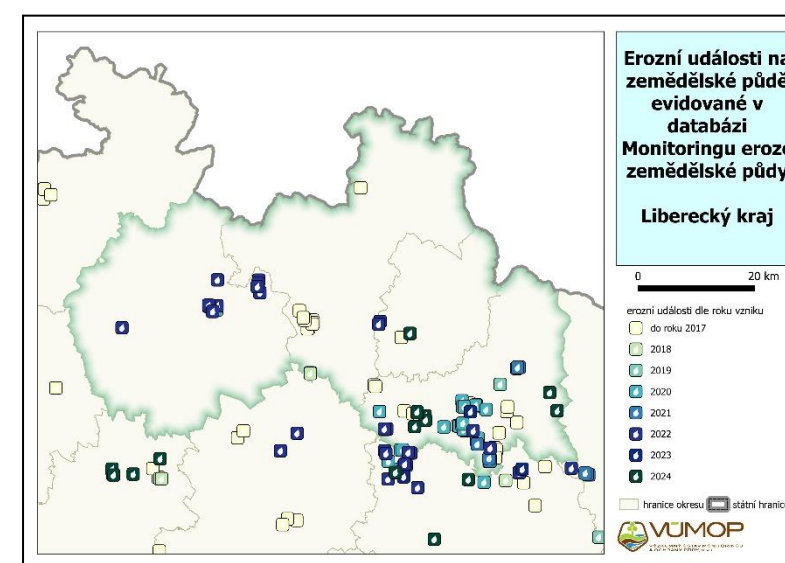 Erozní události na
zemědělské půdě
evidované v
databázi
Monitoringu eroze
zemědělské půdy
Liberecký kraj
0 20 km
erozní události dle roku vzniku
do roku 2017
2018
2019
2020
2021
2022
2023
2024
hranice okresu státní hranice
VÚMOP